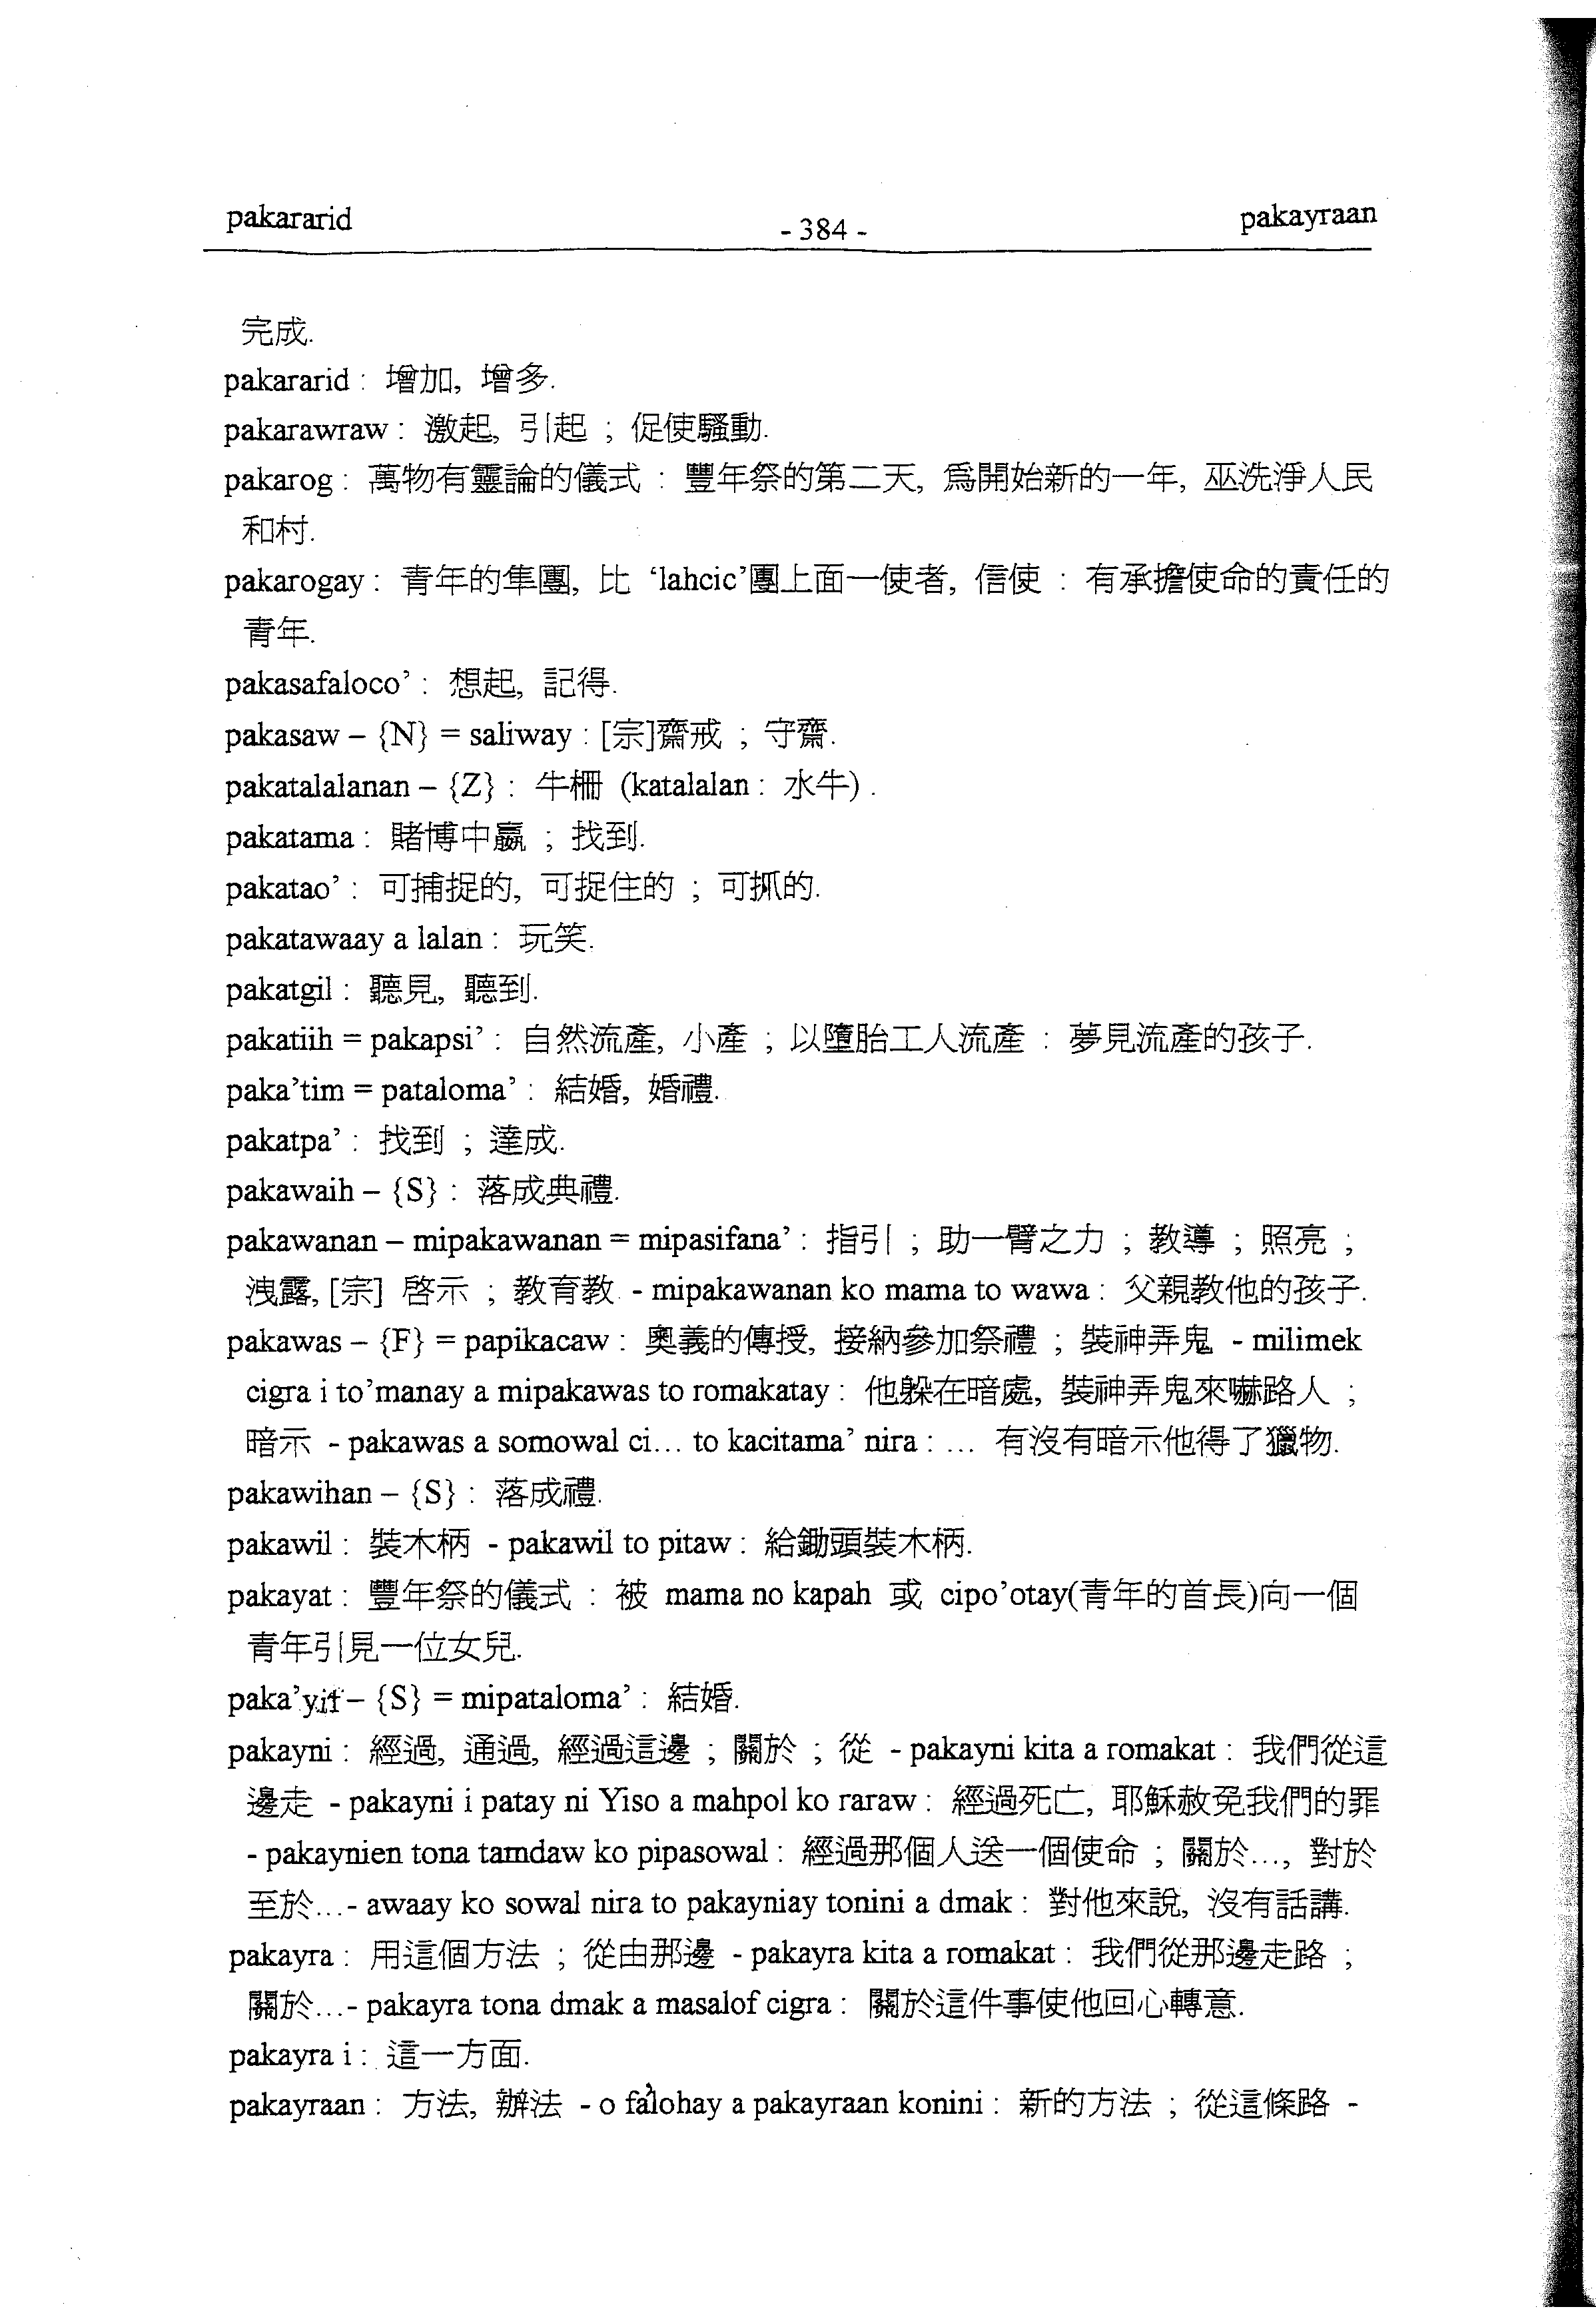 pakararid - 384 - pakayraan
完成.
pakararid : 增加, 增多.
pakarawraw : 激起, 引起 ; 促使騷動.
pakarog : 萬物有靈論的儀式 : 豐年祭的第二天, 爲開始新的一年, 巫洗淨人民
和村.
pakarogay : 青年的隼團, 比 ‘lahcic’團上面一使者, 信使 : 有承擔使命的責任的
青年.
pakasafaloco’ : 想起, 記得.
pakasaw – {N} = saliway : [宗]齋戒 ; 守齋.
pakatalalanan – {Z} : 牛柵 (katalalan : 水牛) .
pakatama : 賭博中嬴 ; 找到.
pakatao’ : 可捕捉的, 可捉住的 ; 可抓的.
pakatawaay a lalan : 玩笑.
pakatgil : 聽見, 聽到.
pakatiih = pakapsi’ : 自然流產, 小產 ; 以墮胎工人流產 : 夢見流產的孩子.
paka’tim = pataloma’ : 結婚, 婚禮.
pakatpa’ : 找到 ; 達成.
pakawaih – {S} : 落成典禮.
pakawanan – mipakawanan = mipasifana’ : 指引 ; 助一臂之力 ; 教導 ; 照亮 ;
洩露, [宗] 啓示 ; 教育教 - mipakawanan ko mama to wawa : 父親教他的孩子.
pakawas – {F} = papikacaw : 奧義的傳授, 接納參加祭禮 ; 裝神弄鬼 - milimek
cigra i to’manay a mipakawas to romakatay : 他躲在暗處, 裝神弄鬼來嚇路人 ;
暗示 - pakawas a somowal ci... to kacitama’ nira : ... 有沒有暗示他得了獵物.
pakawihan – {S} : 落成禮.
pakawil : 裝木柄 - pakawil to pitaw : 給鋤頭裝木柄.
pakayat : 豐年祭的儀式 : 被 mama no kapah 或 cipo’otay(青年的首長)向一個
青年引見一位女兒.
paka’yif – {S} = mipataloma’ : 結婚.
pakayni : 經過, 通過, 經過這邊 ; 關於 ; 從 - pakayni kita a romakat : 我們從這
邊走 - pakayni i patay ni Yiso a mahpol ko raraw : 經過死亡, 耶穌赦免我們的罪
- pakaynien tona tamdaw ko pipasowal : 經過那個人送一個使命 ; 關於..., 對於
至於...- awaay ko sowal nira to pakayniay tonini a dmak : 對他來說, 沒有話講.
pakayra : 用這個方法 ; 從由那邊 - pakayra kita a romakat : 我們從那邊走路 ;
關於...- pakayra tona dmak a masalof cigra : 關於這件事使他回心轉意.
pakayra i : 這一方面.
pakayraan : 方法, 辦法 - o fàlohay a pakayraan konini : 新的方法 ; 從這條路 -